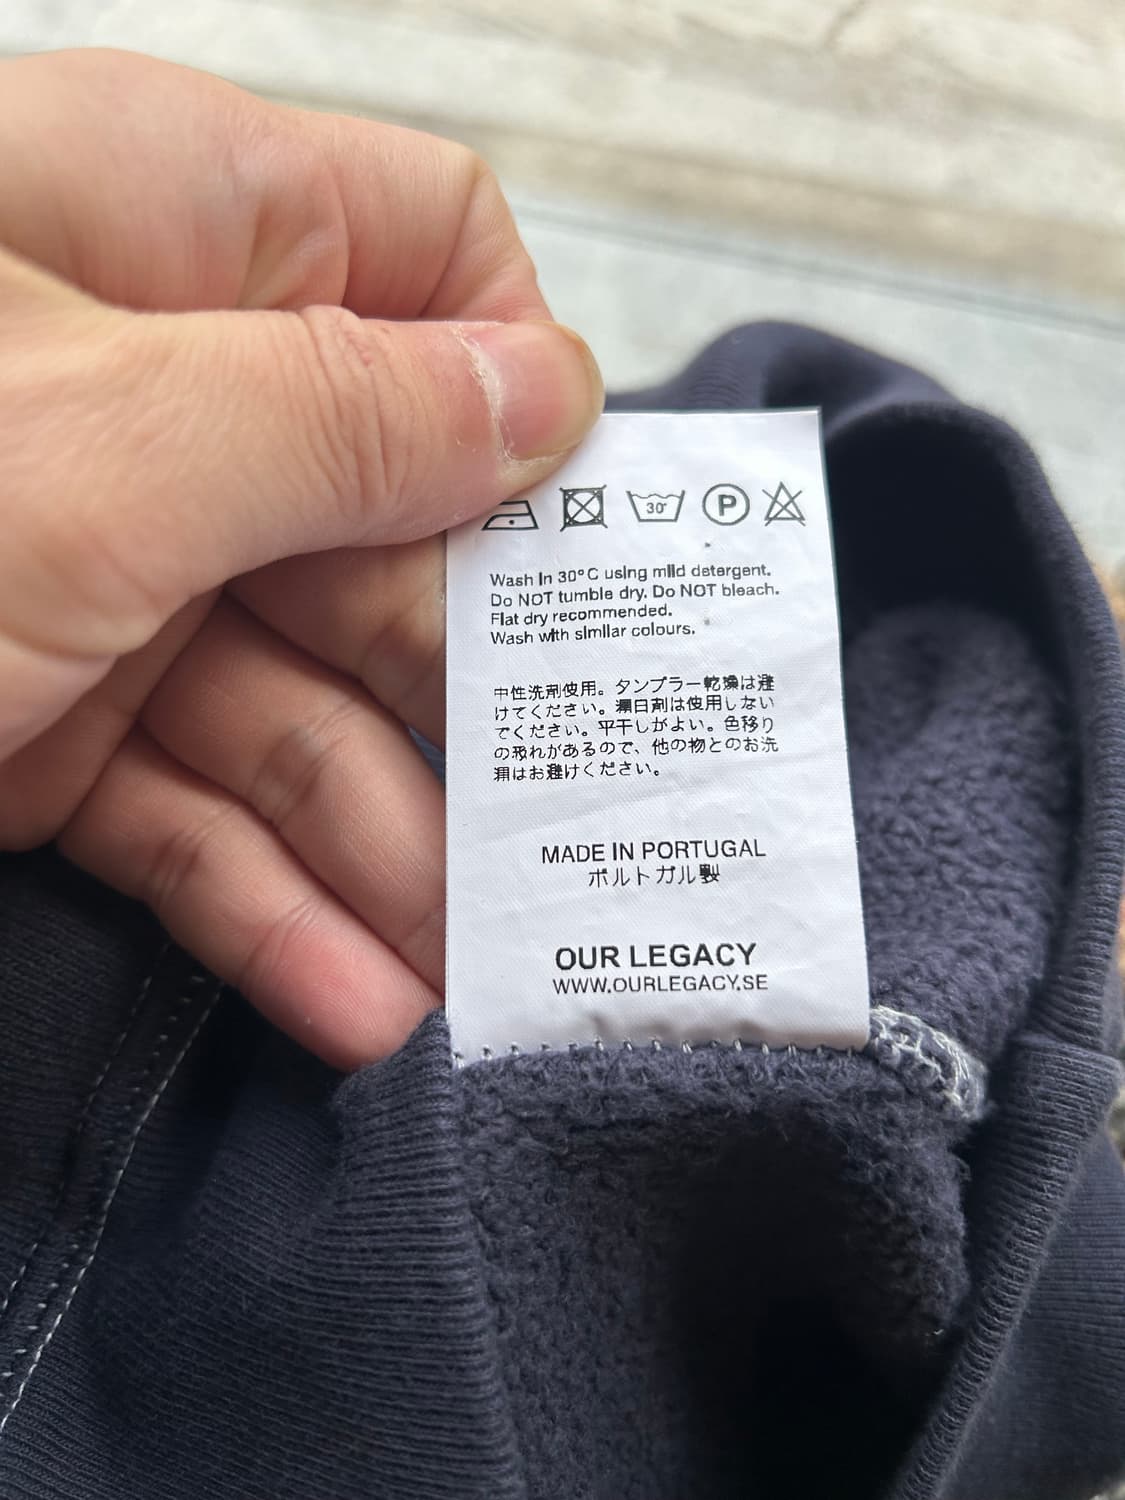 30°
P
Wash in 30°C using mild detergent.
Do NOT tumble dry. Do NOT bleach.
Flat dry recommended.
Wash with similar colours.
中性洗剤使用。タンブラー乾燥は避
けてください。漂白剤は使用しない
でください。平干しがよい。色移り
の恐れがあるので、他の物とのお洗
濯はお避けください。
MADE IN PORTUGAL
ポルトガル製
OUR LEGACY
WWW.OURLEGACY.SE